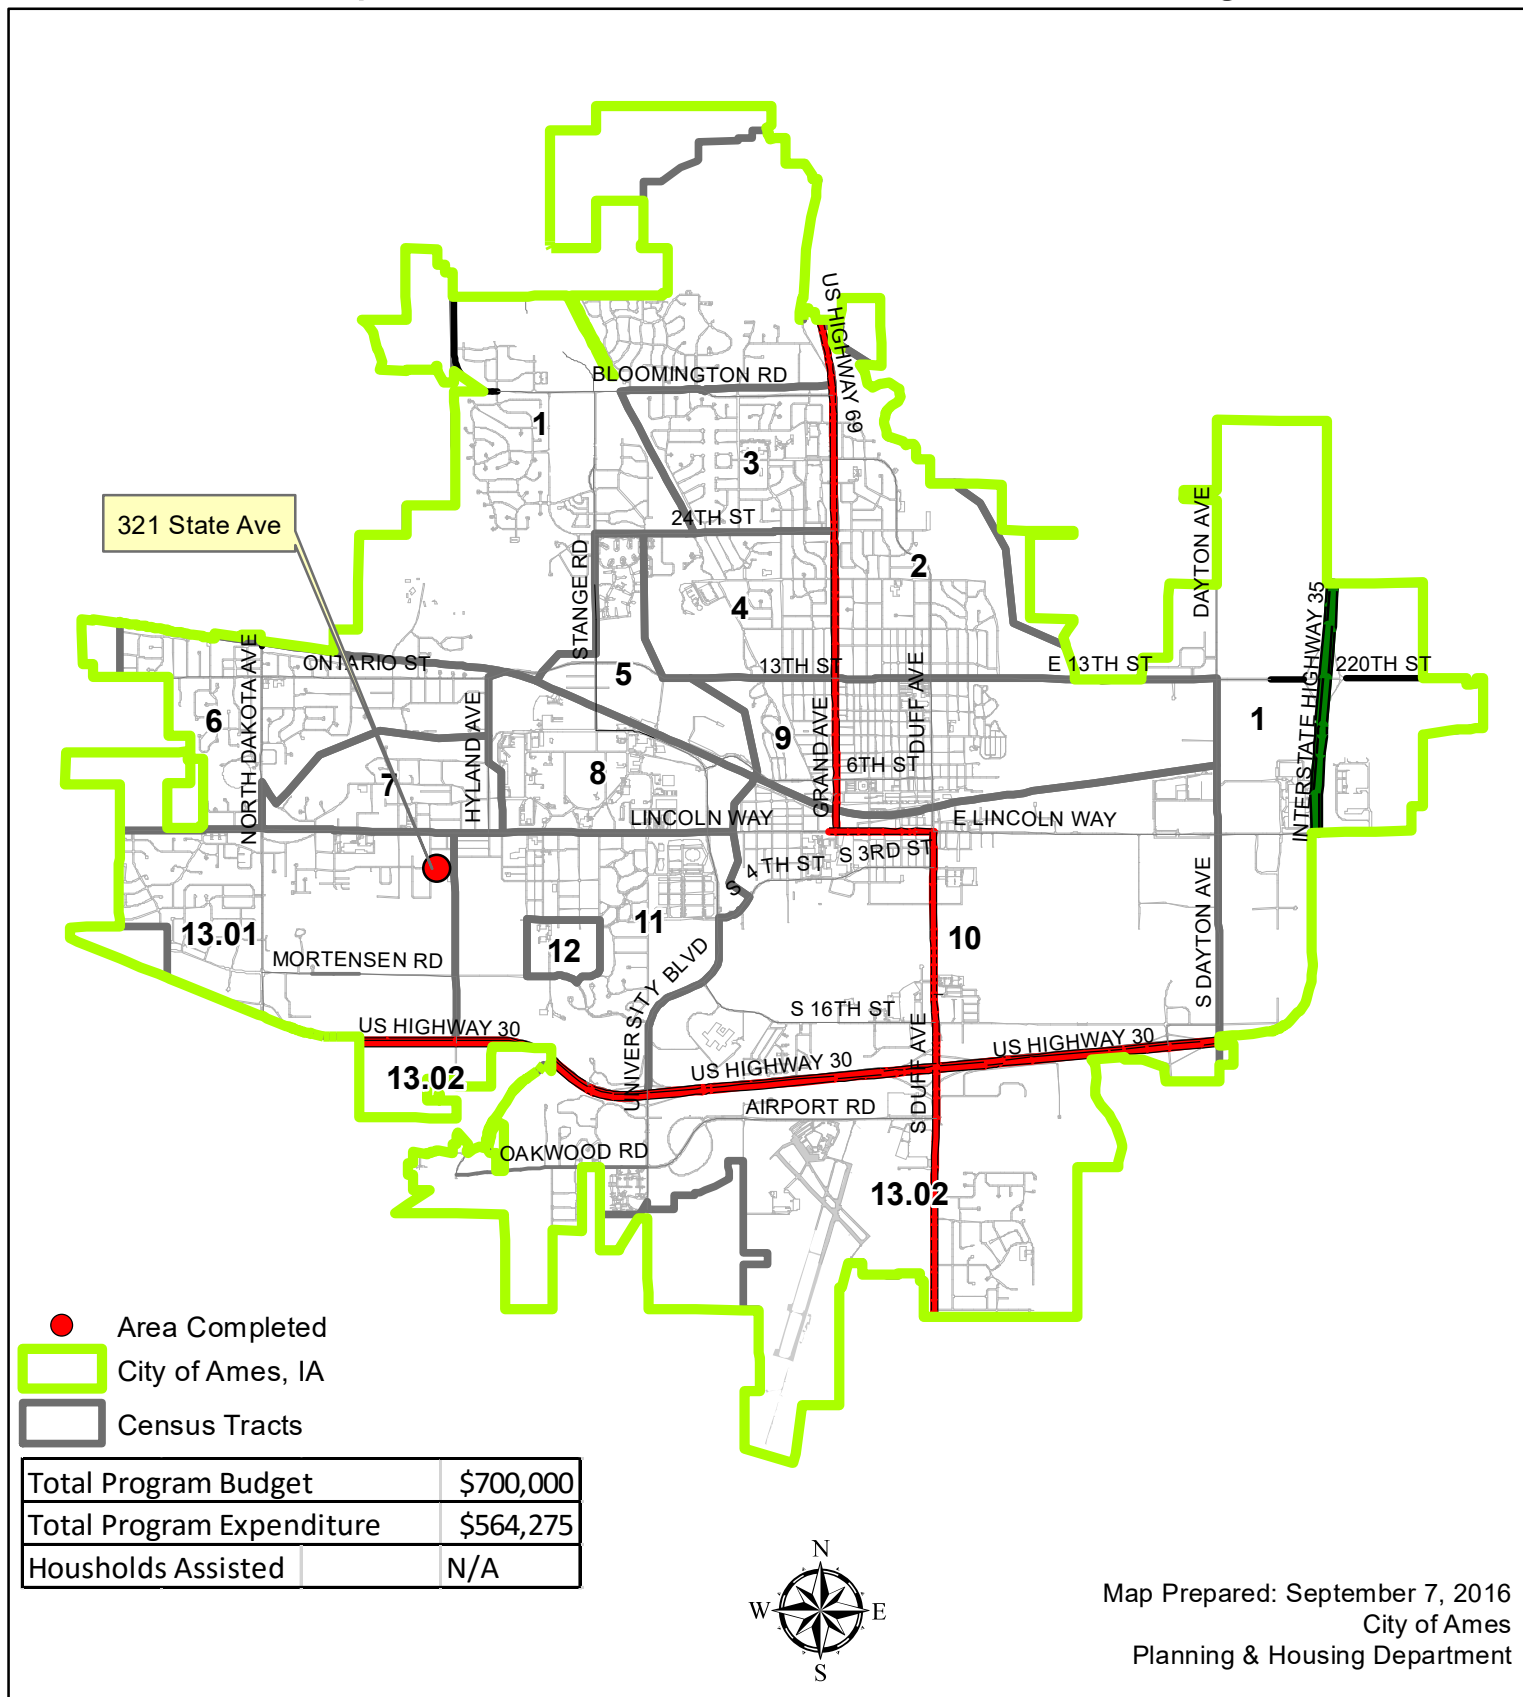 US HIGHWAY 69
BLOOMINGTON RD
1
3
24TH ST
321 State Ave
STANGE RD
2
DAYTON AVE
4
INTERSTATE HIGHWAY 35
ONTARIO ST
NORTH DAKOTA AVE
5
13TH ST
E 13TH ST
220TH ST
6
HYLAND AVE
9
GRAND AVE
DUFF AVE
1
7
8
6TH ST
LINCOLN WAY
E LINCOLN WAY
S 4 TH ST
S 3RD ST
13.01
11
12
10
S DAYTON AVE
MORTENSEN RD
UNIVERSITY BLVD
S 16TH ST
US HIGHWAY 30
US HIGHWAY 30
US HIGHWAY 30
S DUFF AVE
13.02
AIRPORT RD
OAKWOOD RD
13.02
Area Completed
City of Ames, IA
Census Tracts
Total Program Budget $700,000
Total Program Expenditure $564,275
Housholds Assisted N/A
N
W E
S
Map Prepared: September 7, 2016
City of Ames
Planning & Housing Department